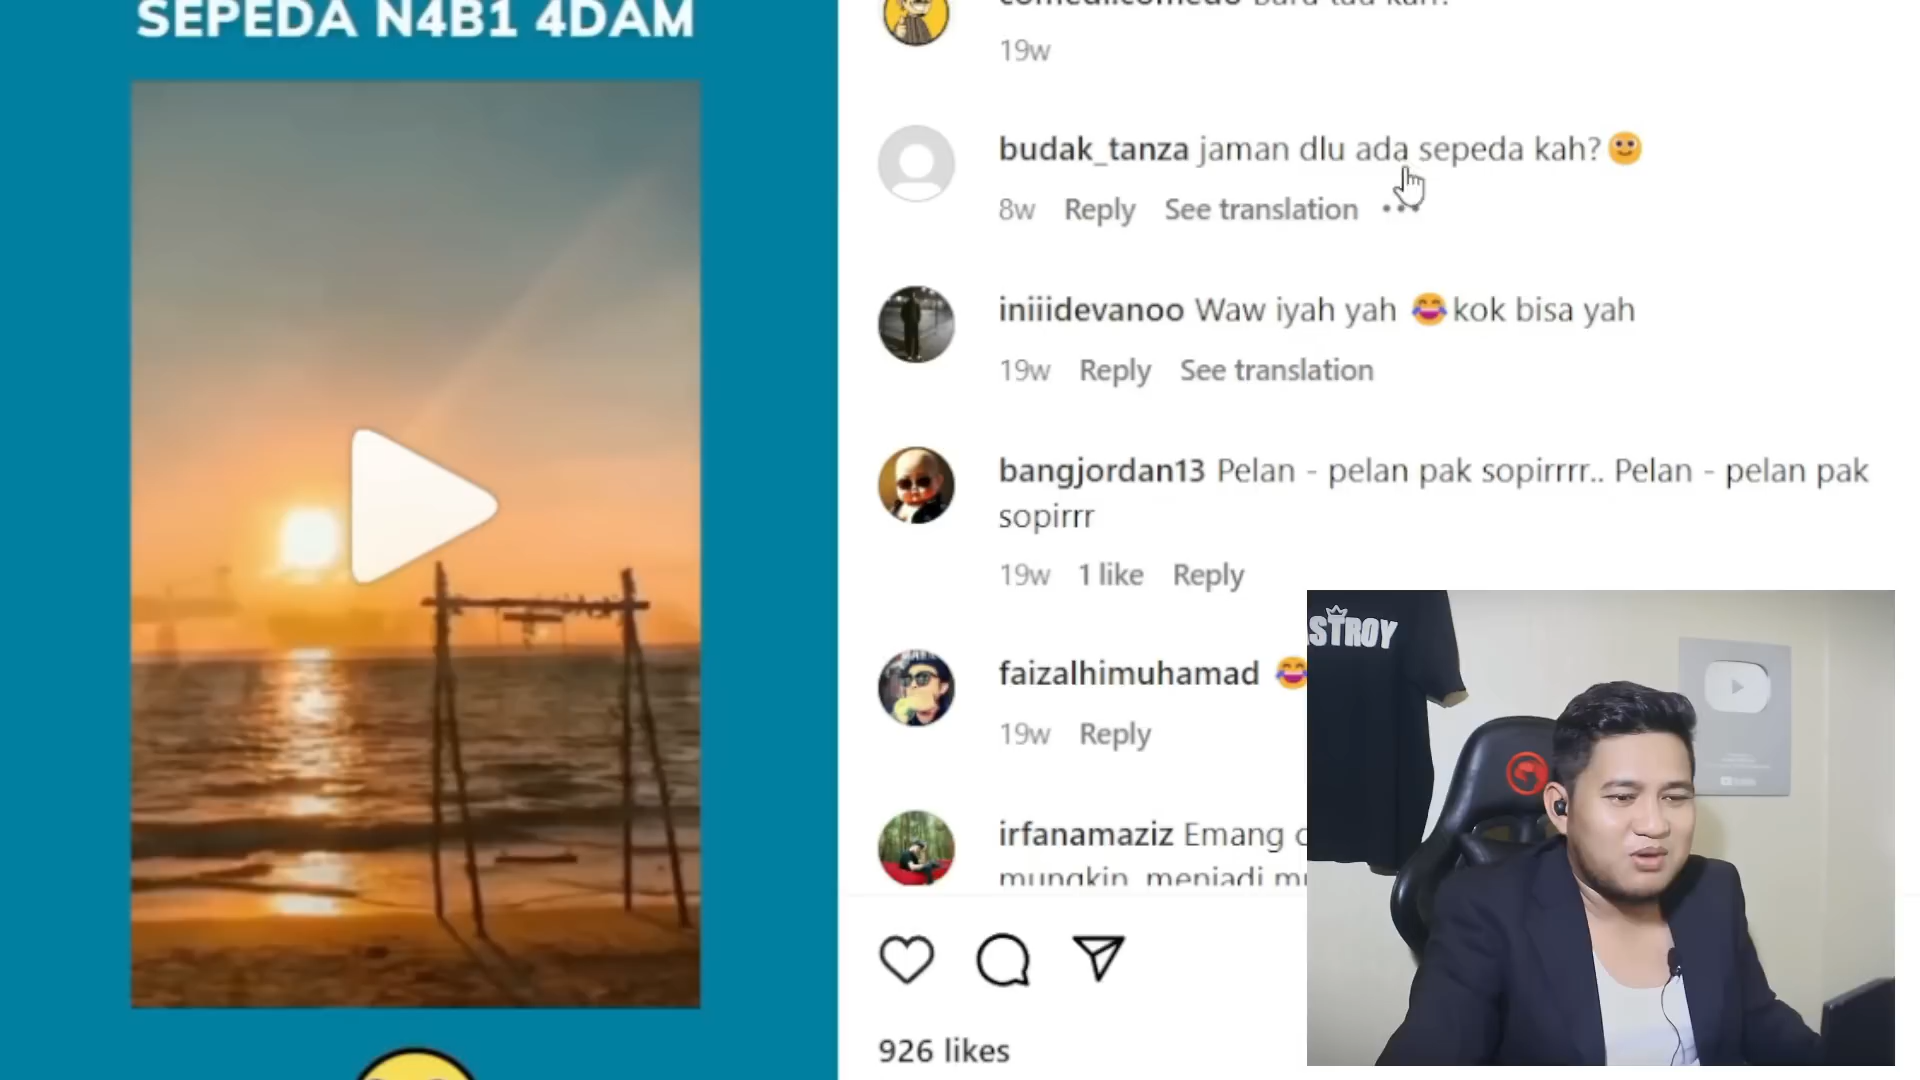 SEPEDA N4B1 4DAM
19w
budak_tanza jaman dlu ada sepeda kah?
8w Reply See translation
iniiidevanoo Waw iyah yah 😂 kok bisa yah
19w Reply See translation
bangjordan13 Pelan - pelan pak sopirrrr.. Pelan - pelan pak
sopirrr
19w 1 like Reply
faizalhimuhamad 😂
19w Reply
irfanamaziz Emang
mungkin, menjadi
926 likes
STROY